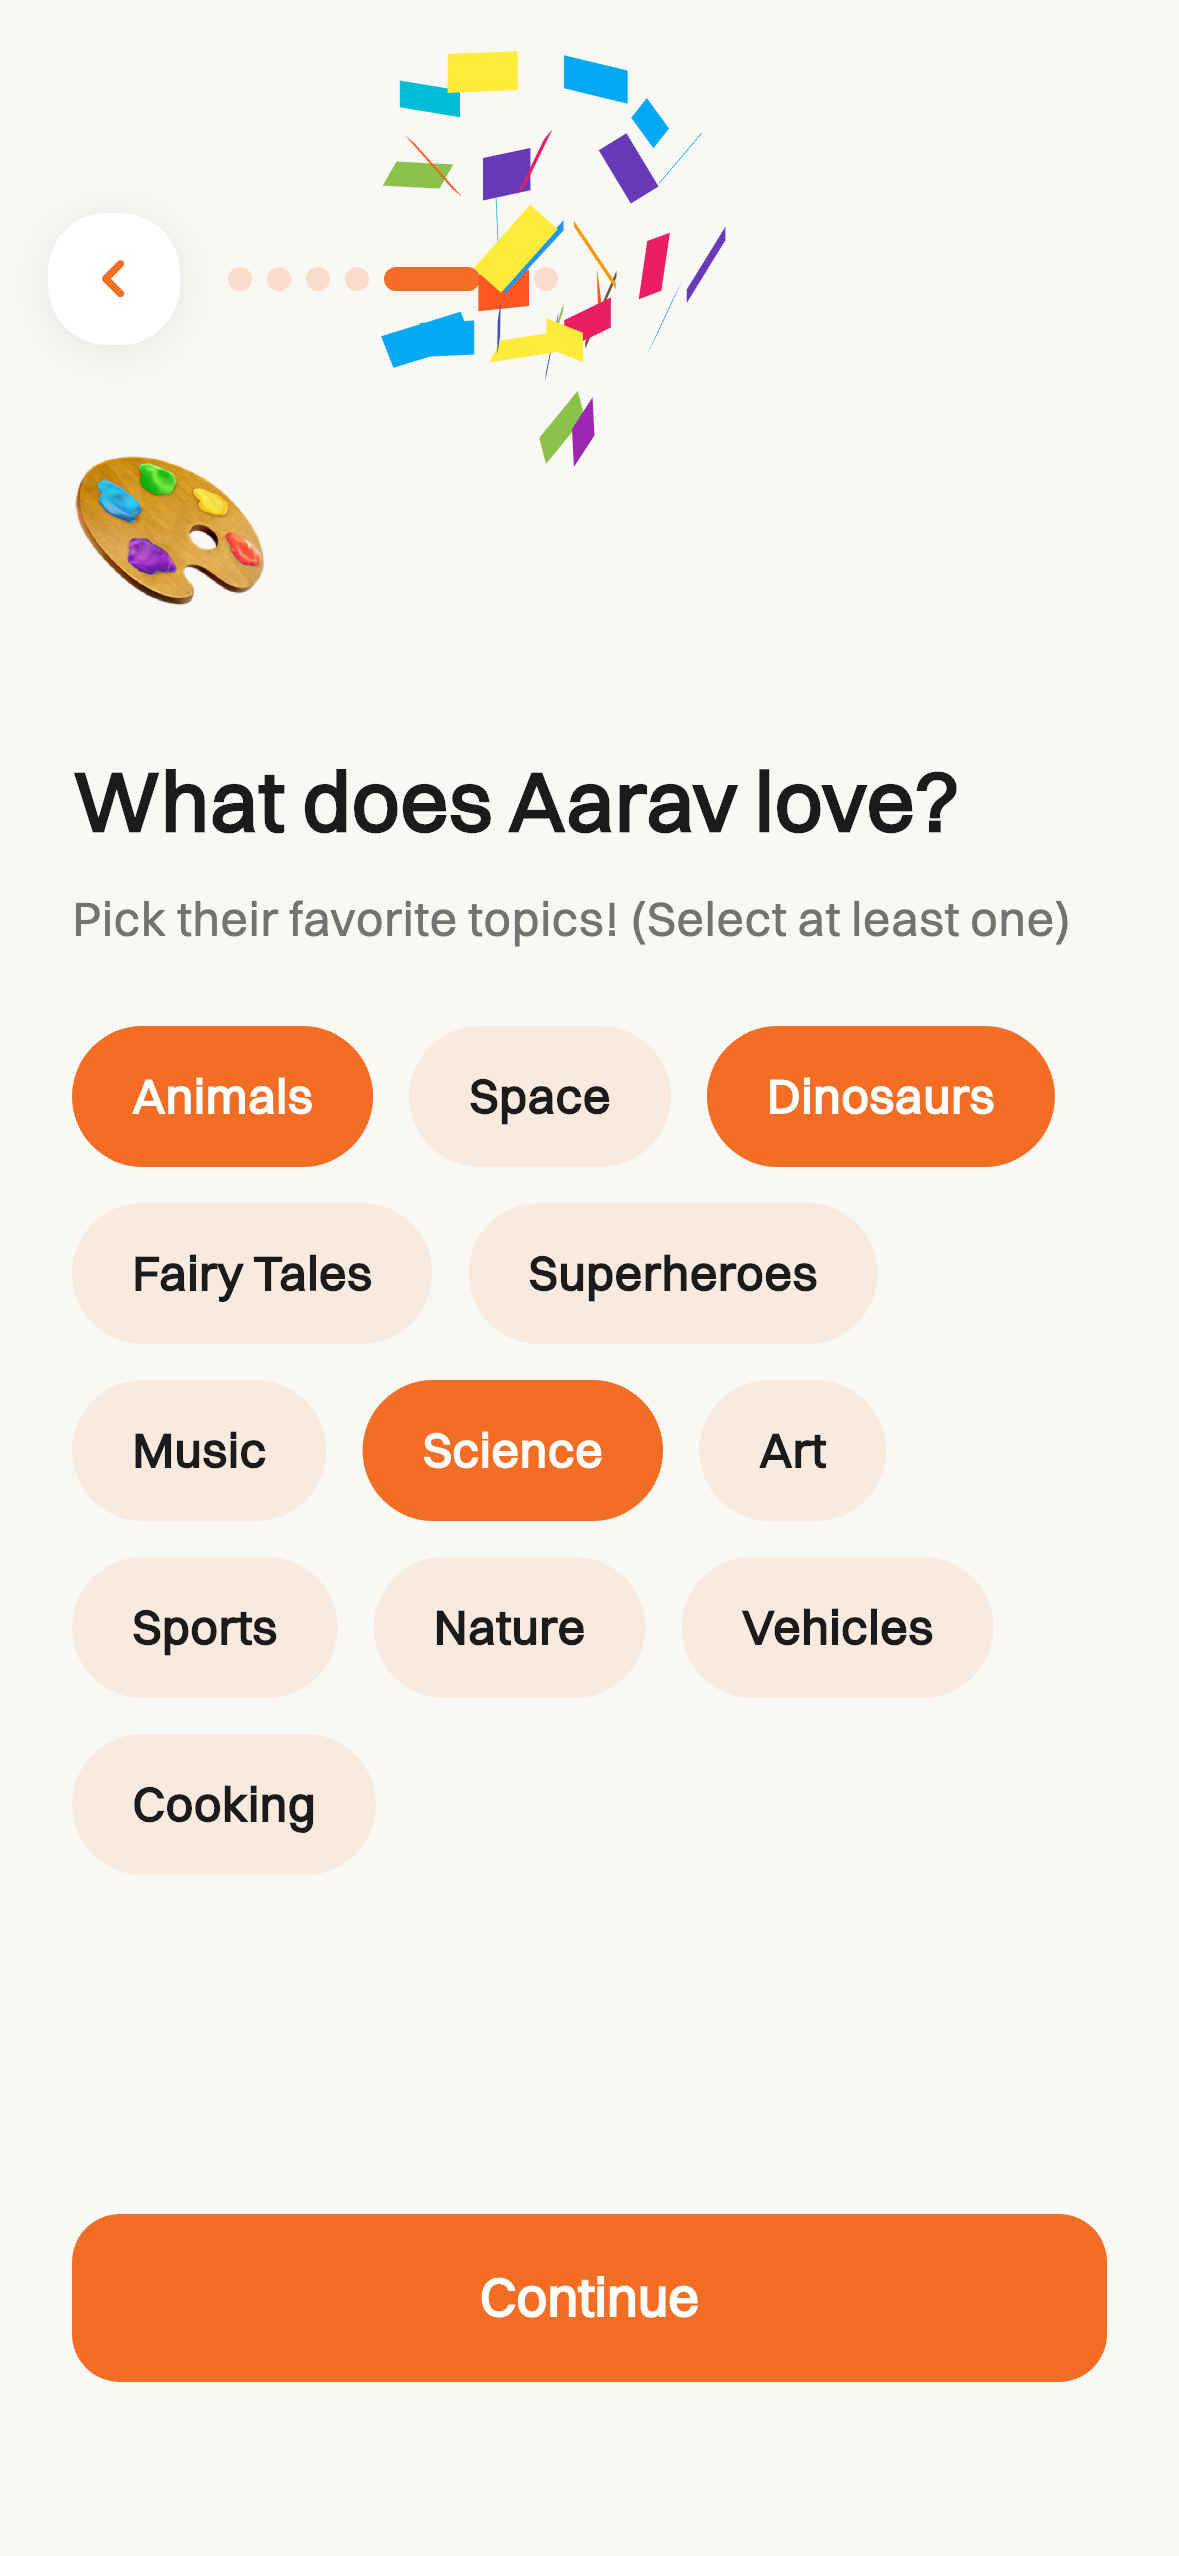 What does Aarav love?
Pick their favorite topics! (Select at least one)
Animals
Space
Dinosaurs
Fairy Tales
Superheroes
Music
Science
Art
Sports
Nature
Vehicles
Cooking
Continue